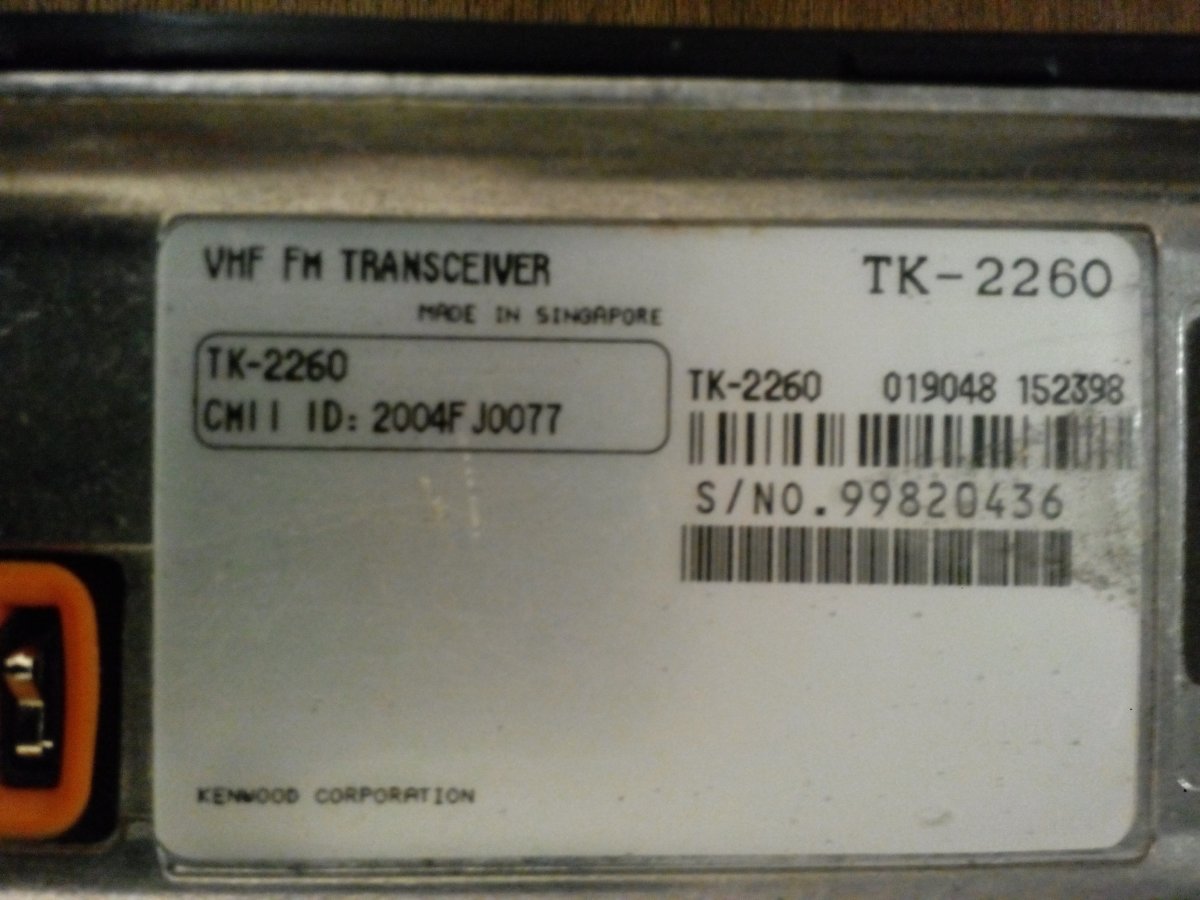 VHF FM TRANSCEIVER
TK-2260
MADE IN SINGAPORE
TK-2260
CMII ID: 2004FJ0077
TK-2260 019048 152398
S/NO.99820436
KENWOOD CORPORATION